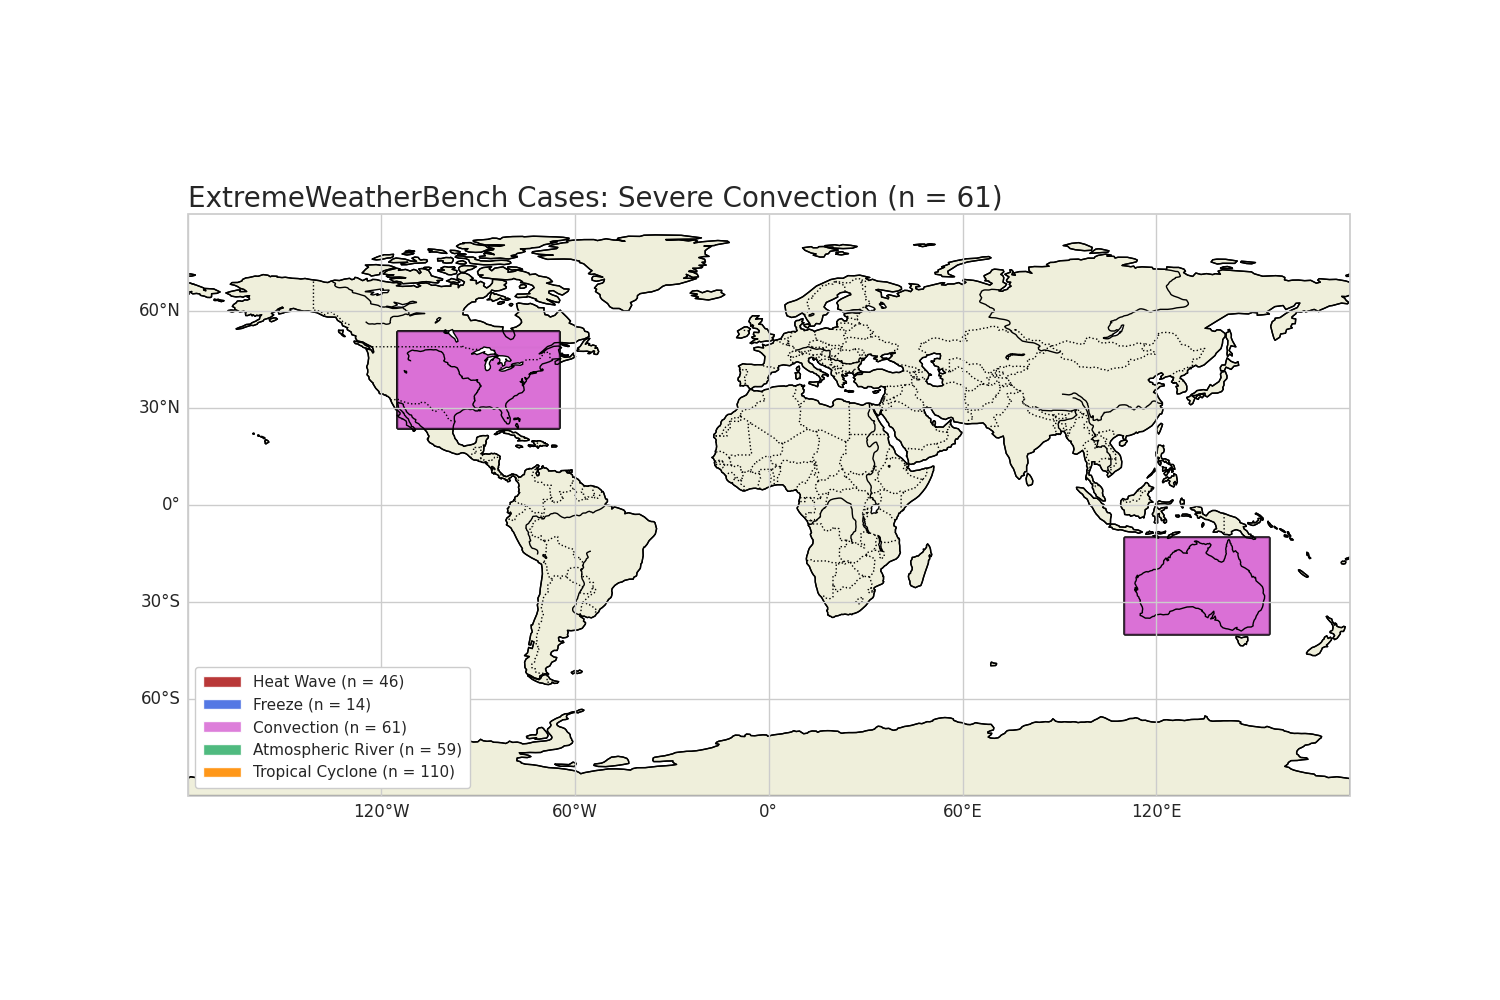 ExtremeWeatherBench Cases: Severe Convection (n = 61)
60°N
30°N
0°
30°S
60°S
Heat Wave (n = 46)
Freeze (n = 14)
Convection (n = 61)
Atmospheric River (n = 59)
Tropical Cyclone (n = 110)
120°W
60°W
0°
60°E
120°E